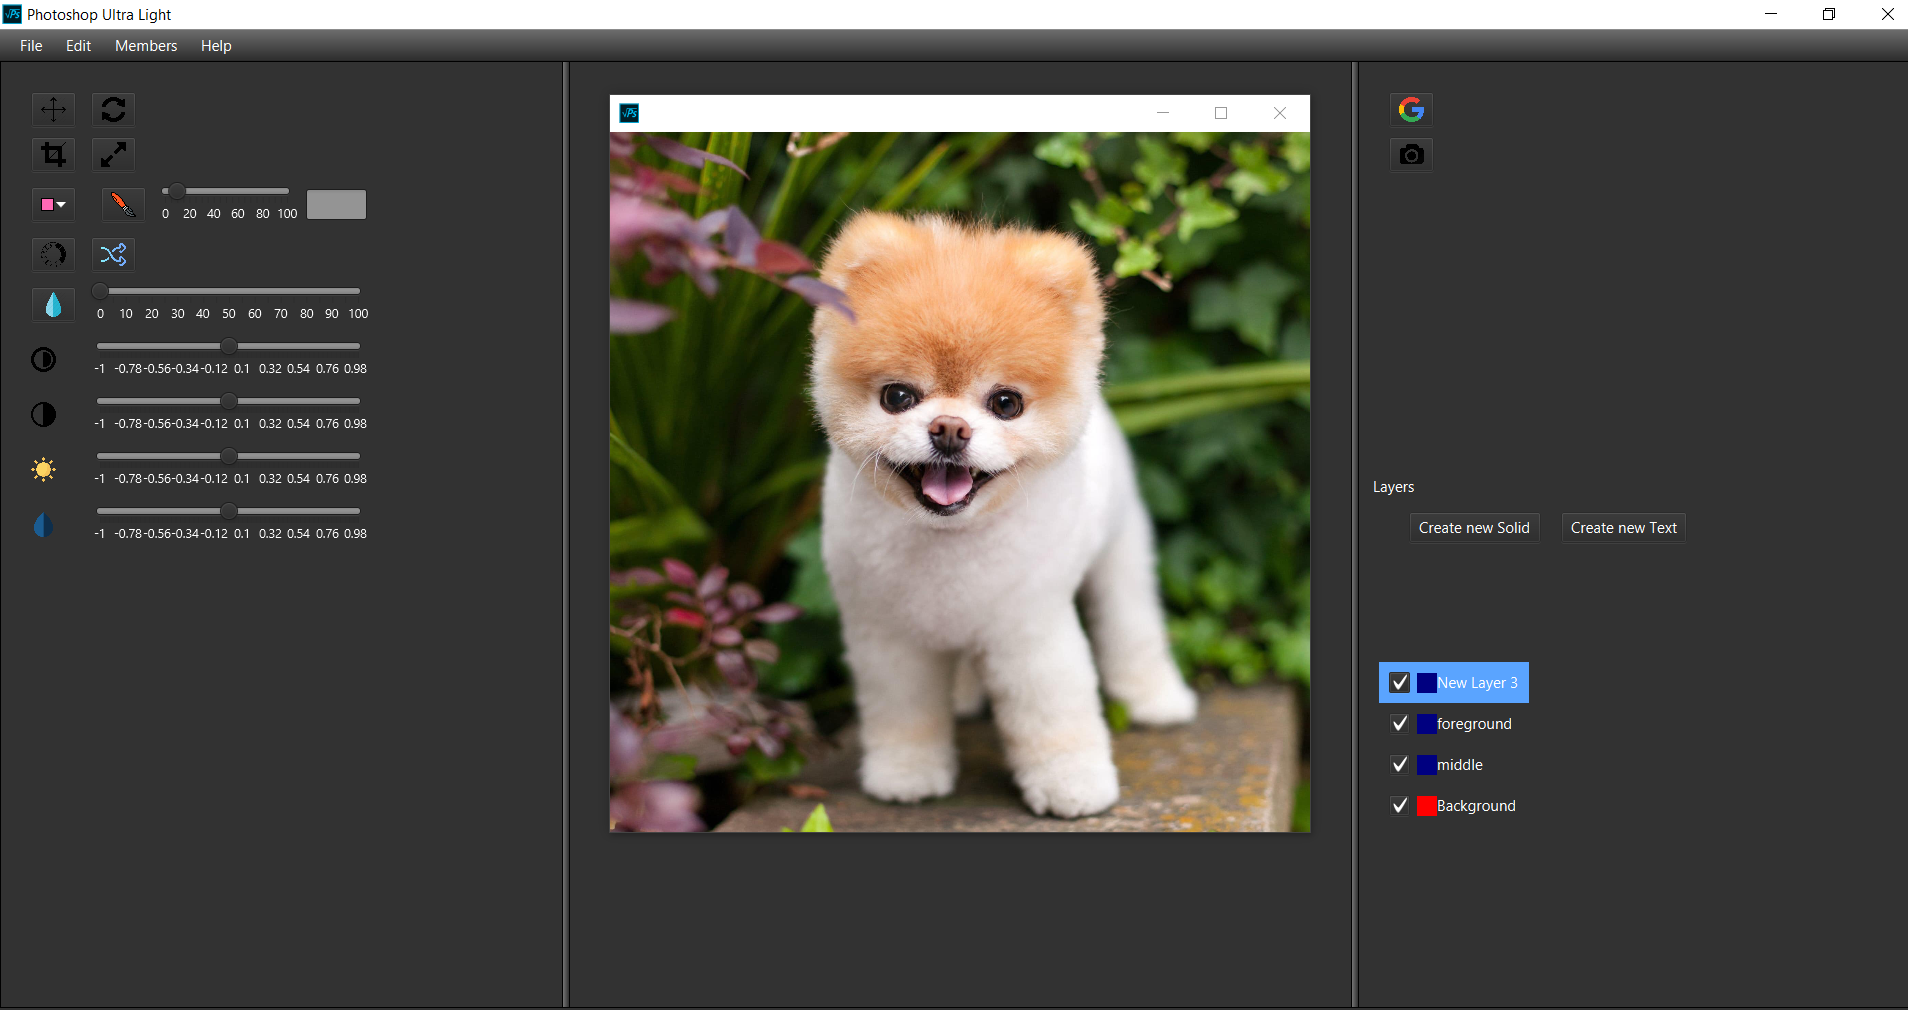 Photoshop Ultra Light
File Edit Members Help
0 20 40 60 80 100
0 10 20 30 40 50 60 70 80 90 100
-1 -0.78-0.56-0.34-0.12 0.1 0.32 0.54 0.76 0.98
-1 -0.78-0.56-0.34-0.12 0.1 0.32 0.54 0.76 0.98
-1 -0.78-0.56-0.34-0.12 0.1 0.32 0.54 0.76 0.98
-1 -0.78-0.56-0.34-0.12 0.1 0.32 0.54 0.76 0.98
Layers
Create new Solid Create new Text
New Layer 3
foreground
middle
Background